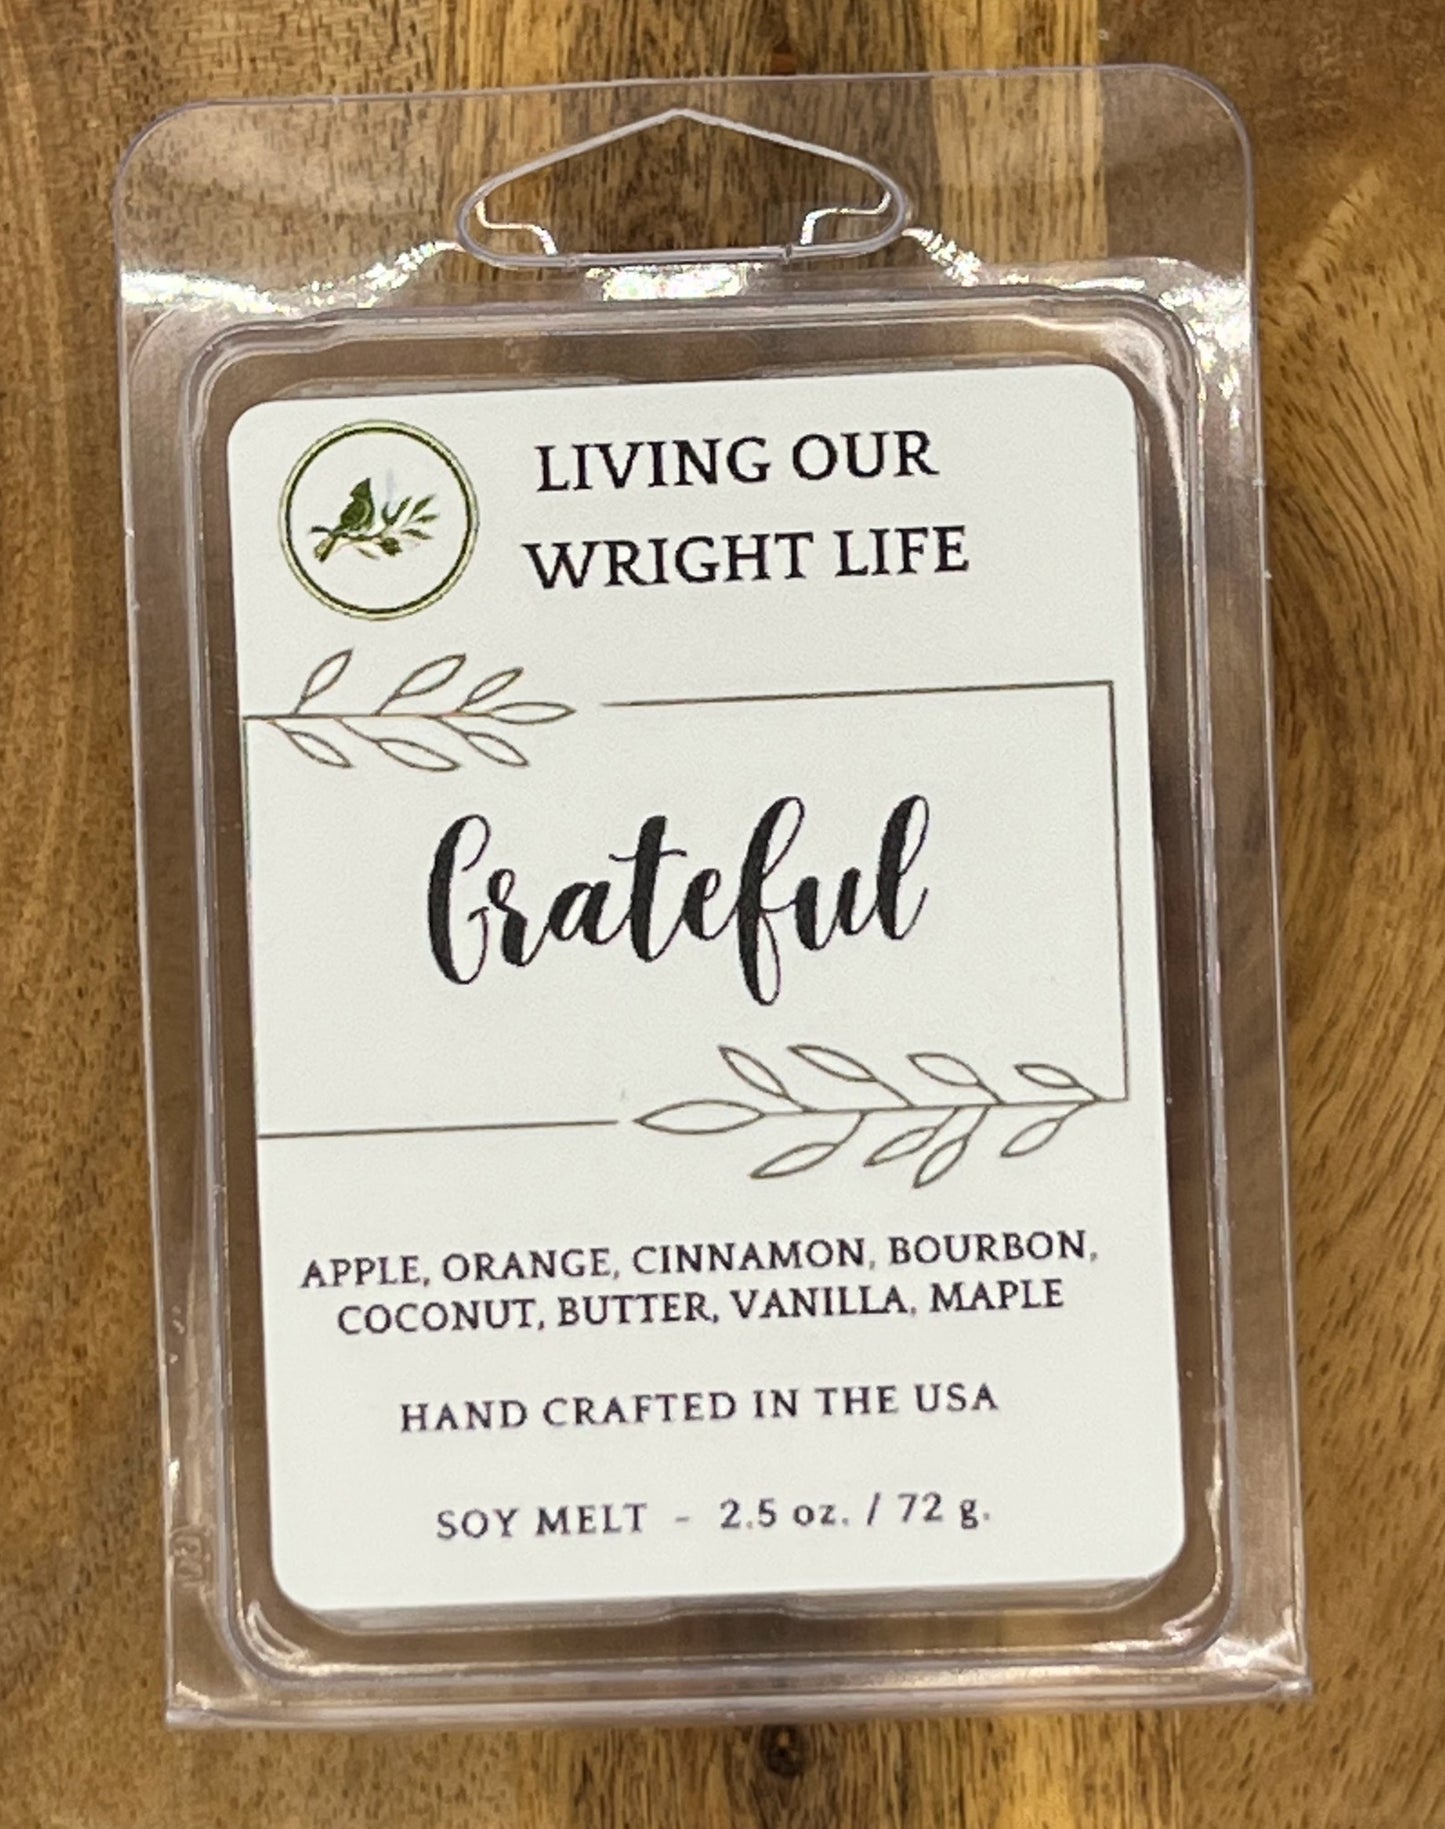 LIVING OUR
WRIGHT LIFE
Grateful
APPLE, ORANGE, CINNAMON, BOURBON,
COCONUT, BUTTER, VANILLA, MAPLE
HAND CRAFTED IN THE USA
SOY MELT - 2.5 oz. / 72 g.